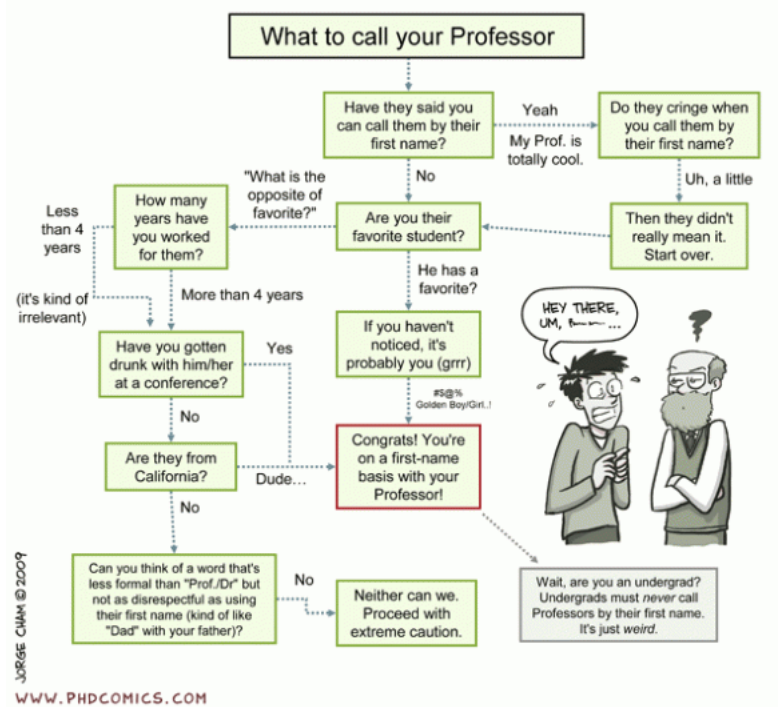 What to call your Professor
Have they said you
can call them by their
first name?
Yeah
My Prof. is
totally cool.
Do they cringe when
you call them by
their first name?
No
Uh, a little
"What is the
opposite of
favorite?"
How many
years have
you worked
for them?
Less
than 4
years
Are you their
favorite student?
Then they didn't
really mean it.
Start over.
He has a
favorite?
(it's kind of
irrelevant)
More than 4 years
HEY THERE,
UM, ...
If you haven't
noticed, it's
probably you (grrr)
Have you gotten
drunk with him/her
at a conference?
Yes
#$@%
Golden Boy/Girl..!
No
Congrats! You're
on a first-name
basis with your
Professor!
Are they from
California?
Dude...
No
Can you think of a word that's
less formal than "Prof./Dr" but
not as disrespectful as using
their first name (kind of like
"Dad" with your father)?
No
Neither can we.
Proceed with
extreme caution.
Wait, are you an undergrad?
Undergrads must never call
Professors by their first name.
It's just weird.
JORGE CHAM © 2009
WWW.PHDCOMICS.COM